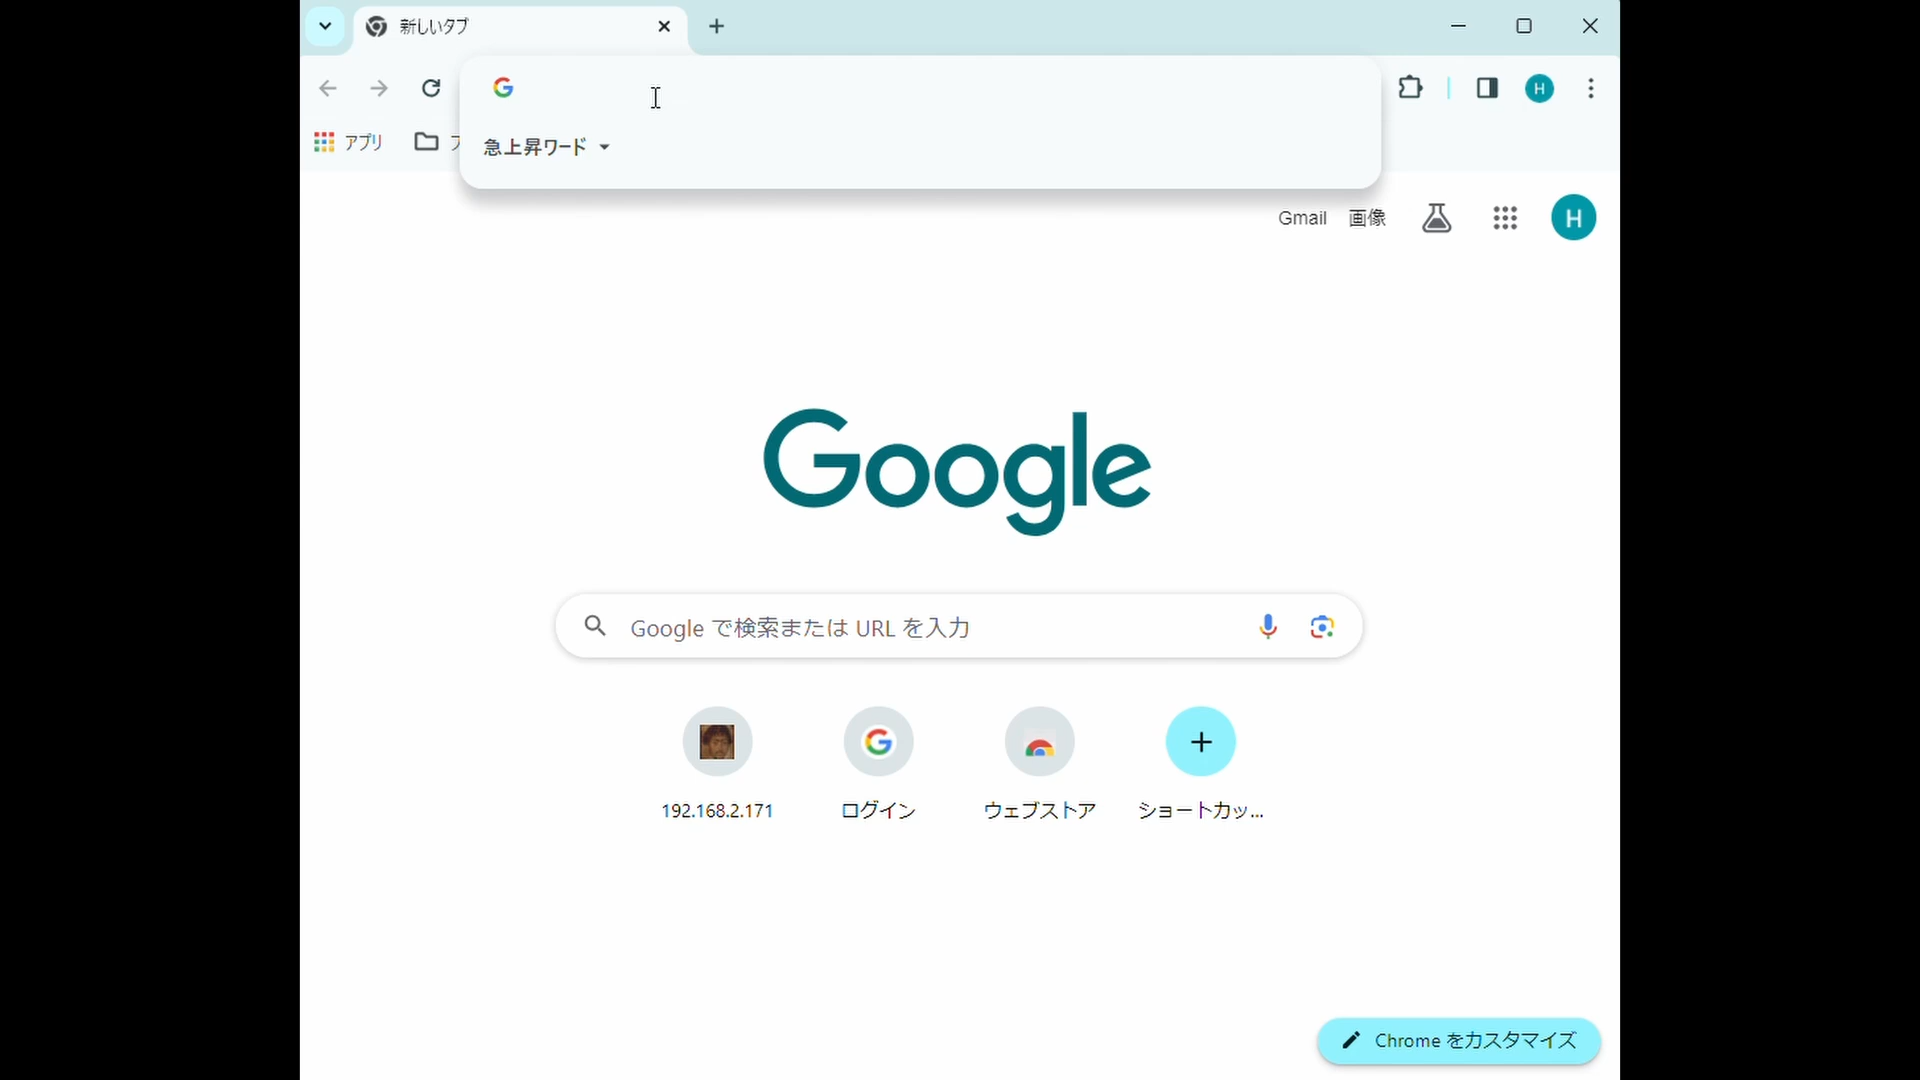 新しいタブ
H
アプリ
急上昇ワード
Gmail 画像
H
Google
Google で検索または URL を入力
192.168.2.171
ログイン
ウェブストア
ショートカッ...
Chrome をカスタマイズ